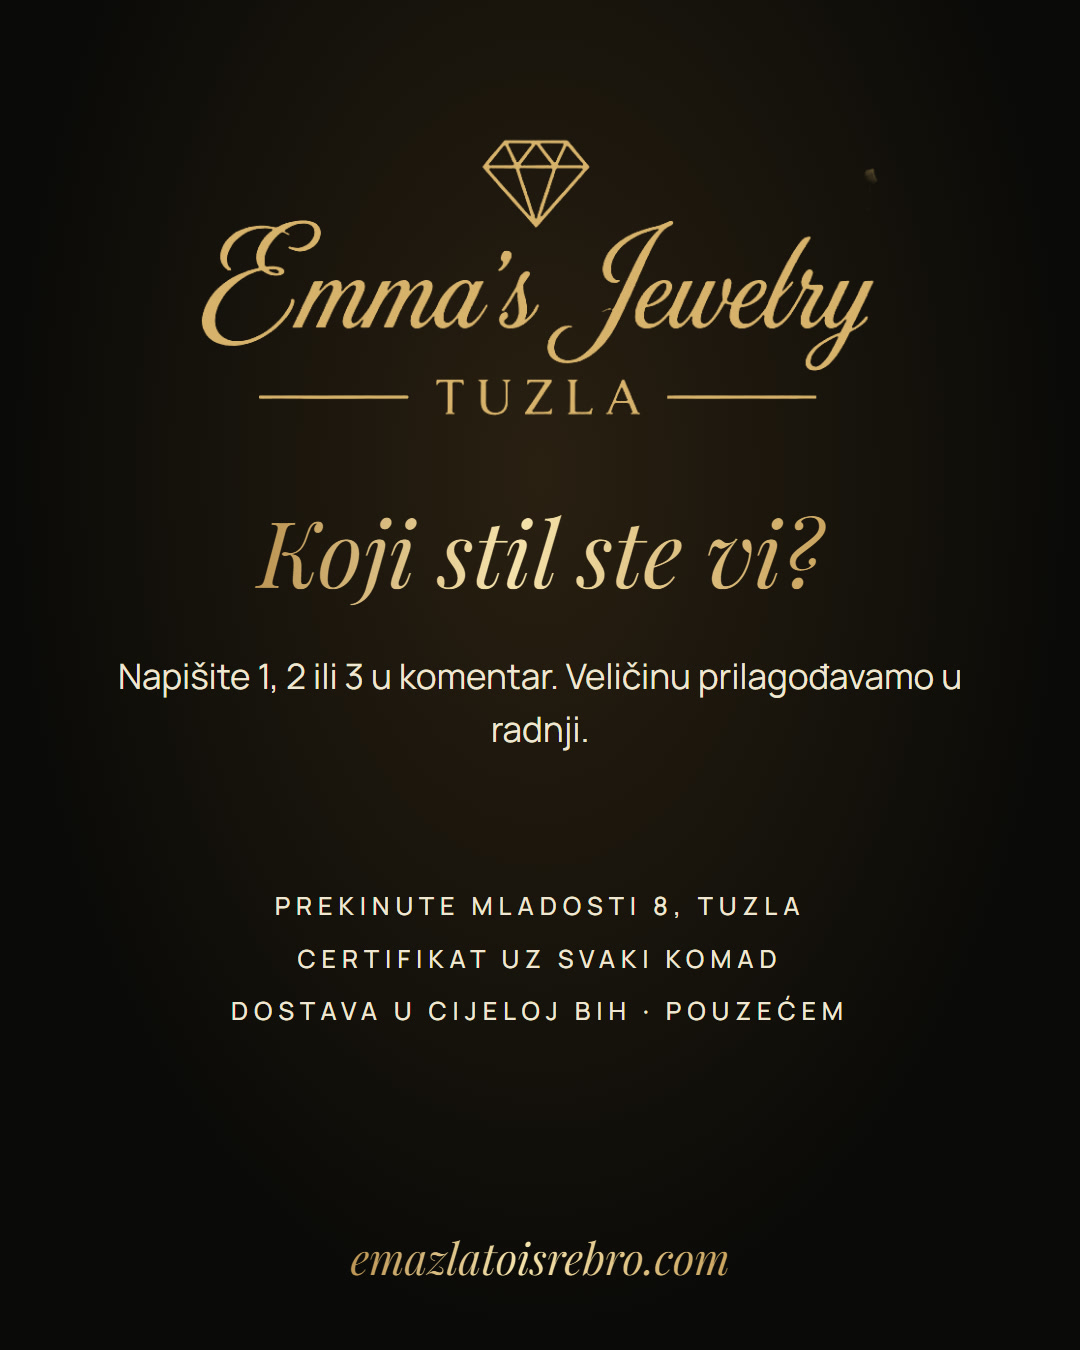 Emma's Jewelry
TUZLA
Koji stil ste vi?
Napišite 1, 2 ili 3 u komentar. Veličinu prilagođavamo u
radnji.
PREKINUTE MLADOSTI 8, TUZLA
CERTIFIKAT UZ SVAKI KOMAD
DOSTAVA U CIJELOJ BIH · POUZEĆEM
emazlatoisrebro.com